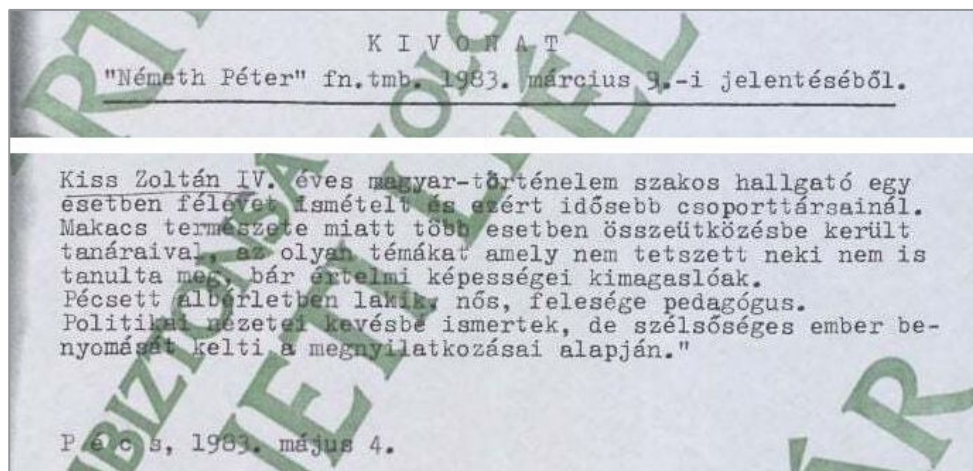 K I V O N A T
"Németh Péter" fn.tmb. 1983. március 9.-i jelentéséből.
Kiss Zoltán IV. éves magyar-történelem szakos hallgató egy
esetben félévet ismételt és ezért idősebb csoporttársainál.
Makacs természete miatt több esetben összeütközésbe került
tanáraival, az olyan témákat amely nem tetszett neki nem is
tanulta meg, bár értelmi képességei kimagaslóak.
Pécsett albérletben lakik, nős, felesége pedagógus.
Politikai nézetei kevésbé ismertek, de szélsőséges ember be-
nyomását kelti a megnyilatkozásai alapján."
P é c s, 1983. május 4.